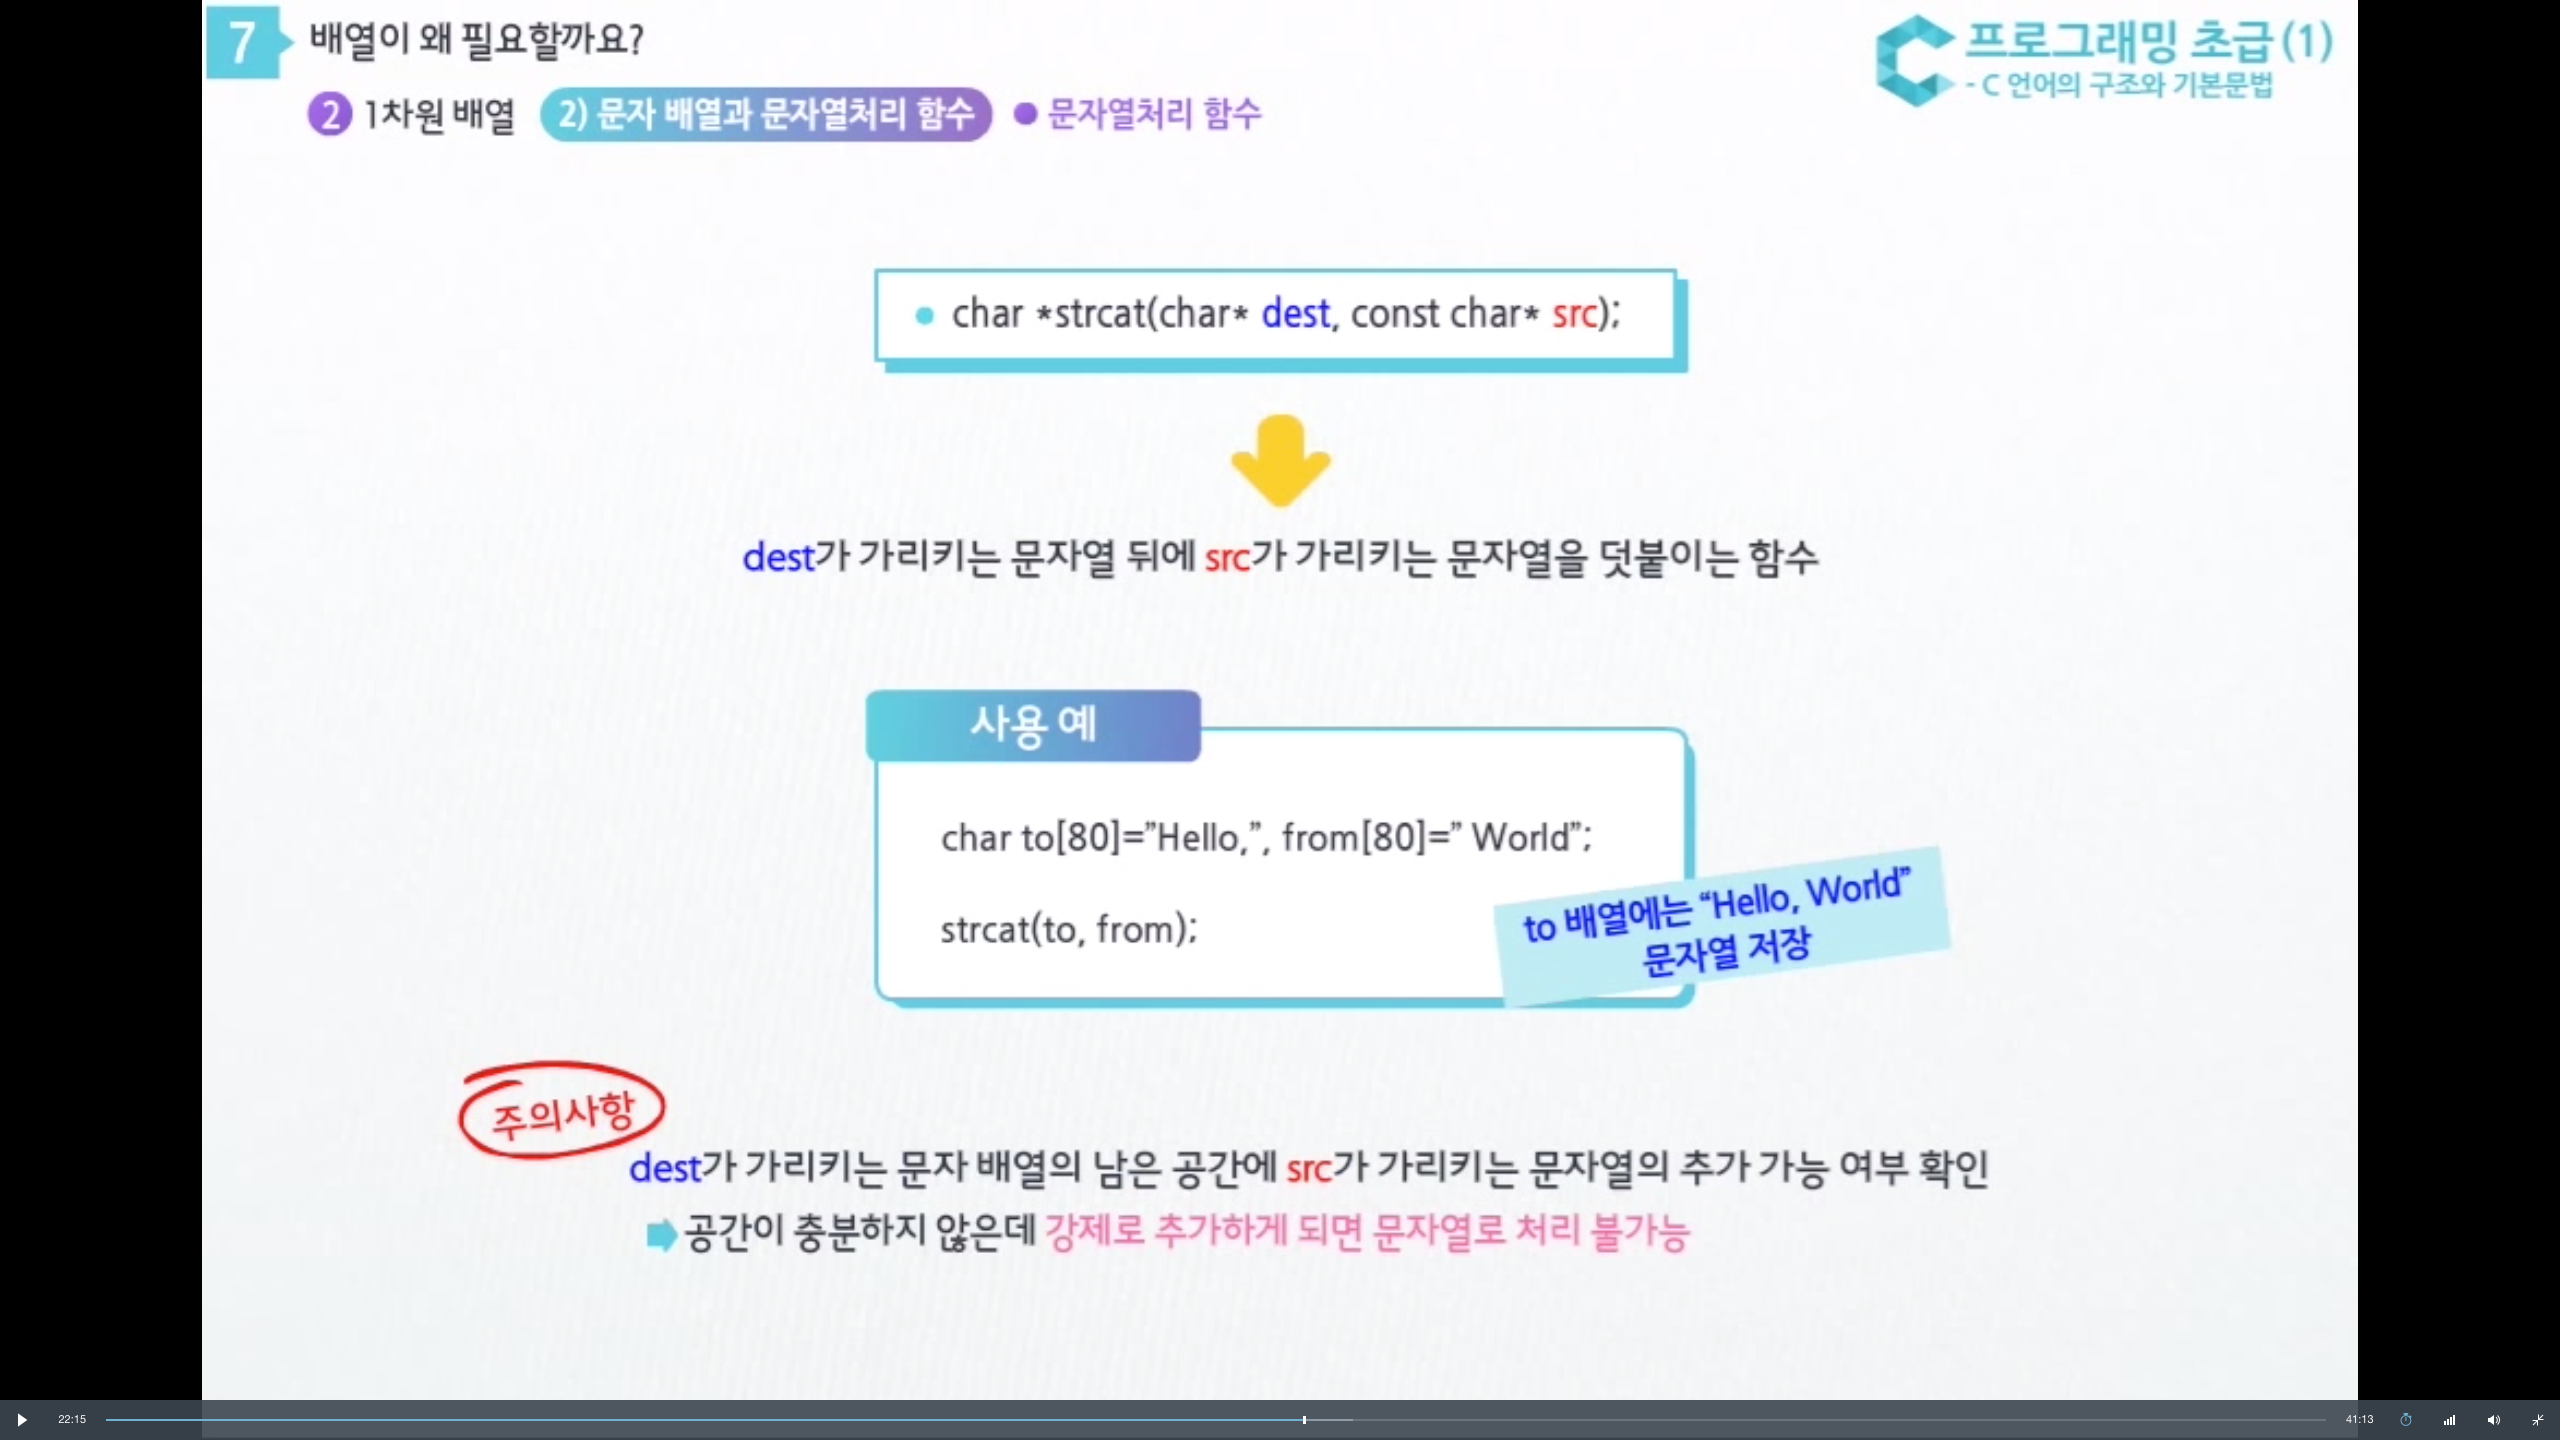 7 배열이 왜 필요할까요?
프로그래밍 초급(1)
- C 언어의 구조와 기본문법
2 1차원 배열 2) 문자 배열과 문자열처리 함수 ● 문자열처리 함수
● char *strcat(char* dest, const char* src);
dest가 가리키는 문자열 뒤에 src가 가리키는 문자열을 덧붙이는 함수
사용 예
char to[80]=”Hello,”, from[80]=” World”;
strcat(to, from);
to 배열에는 “Hello, World”
문자열 저장
주의사항
dest가 가리키는 문자 배열의 남은 공간에 src가 가리키는 문자열의 추가 가능 여부 확인
공간이 충분하지 않은데 강제로 추가하게 되면 문자열로 처리 불가능
22:15
41:13